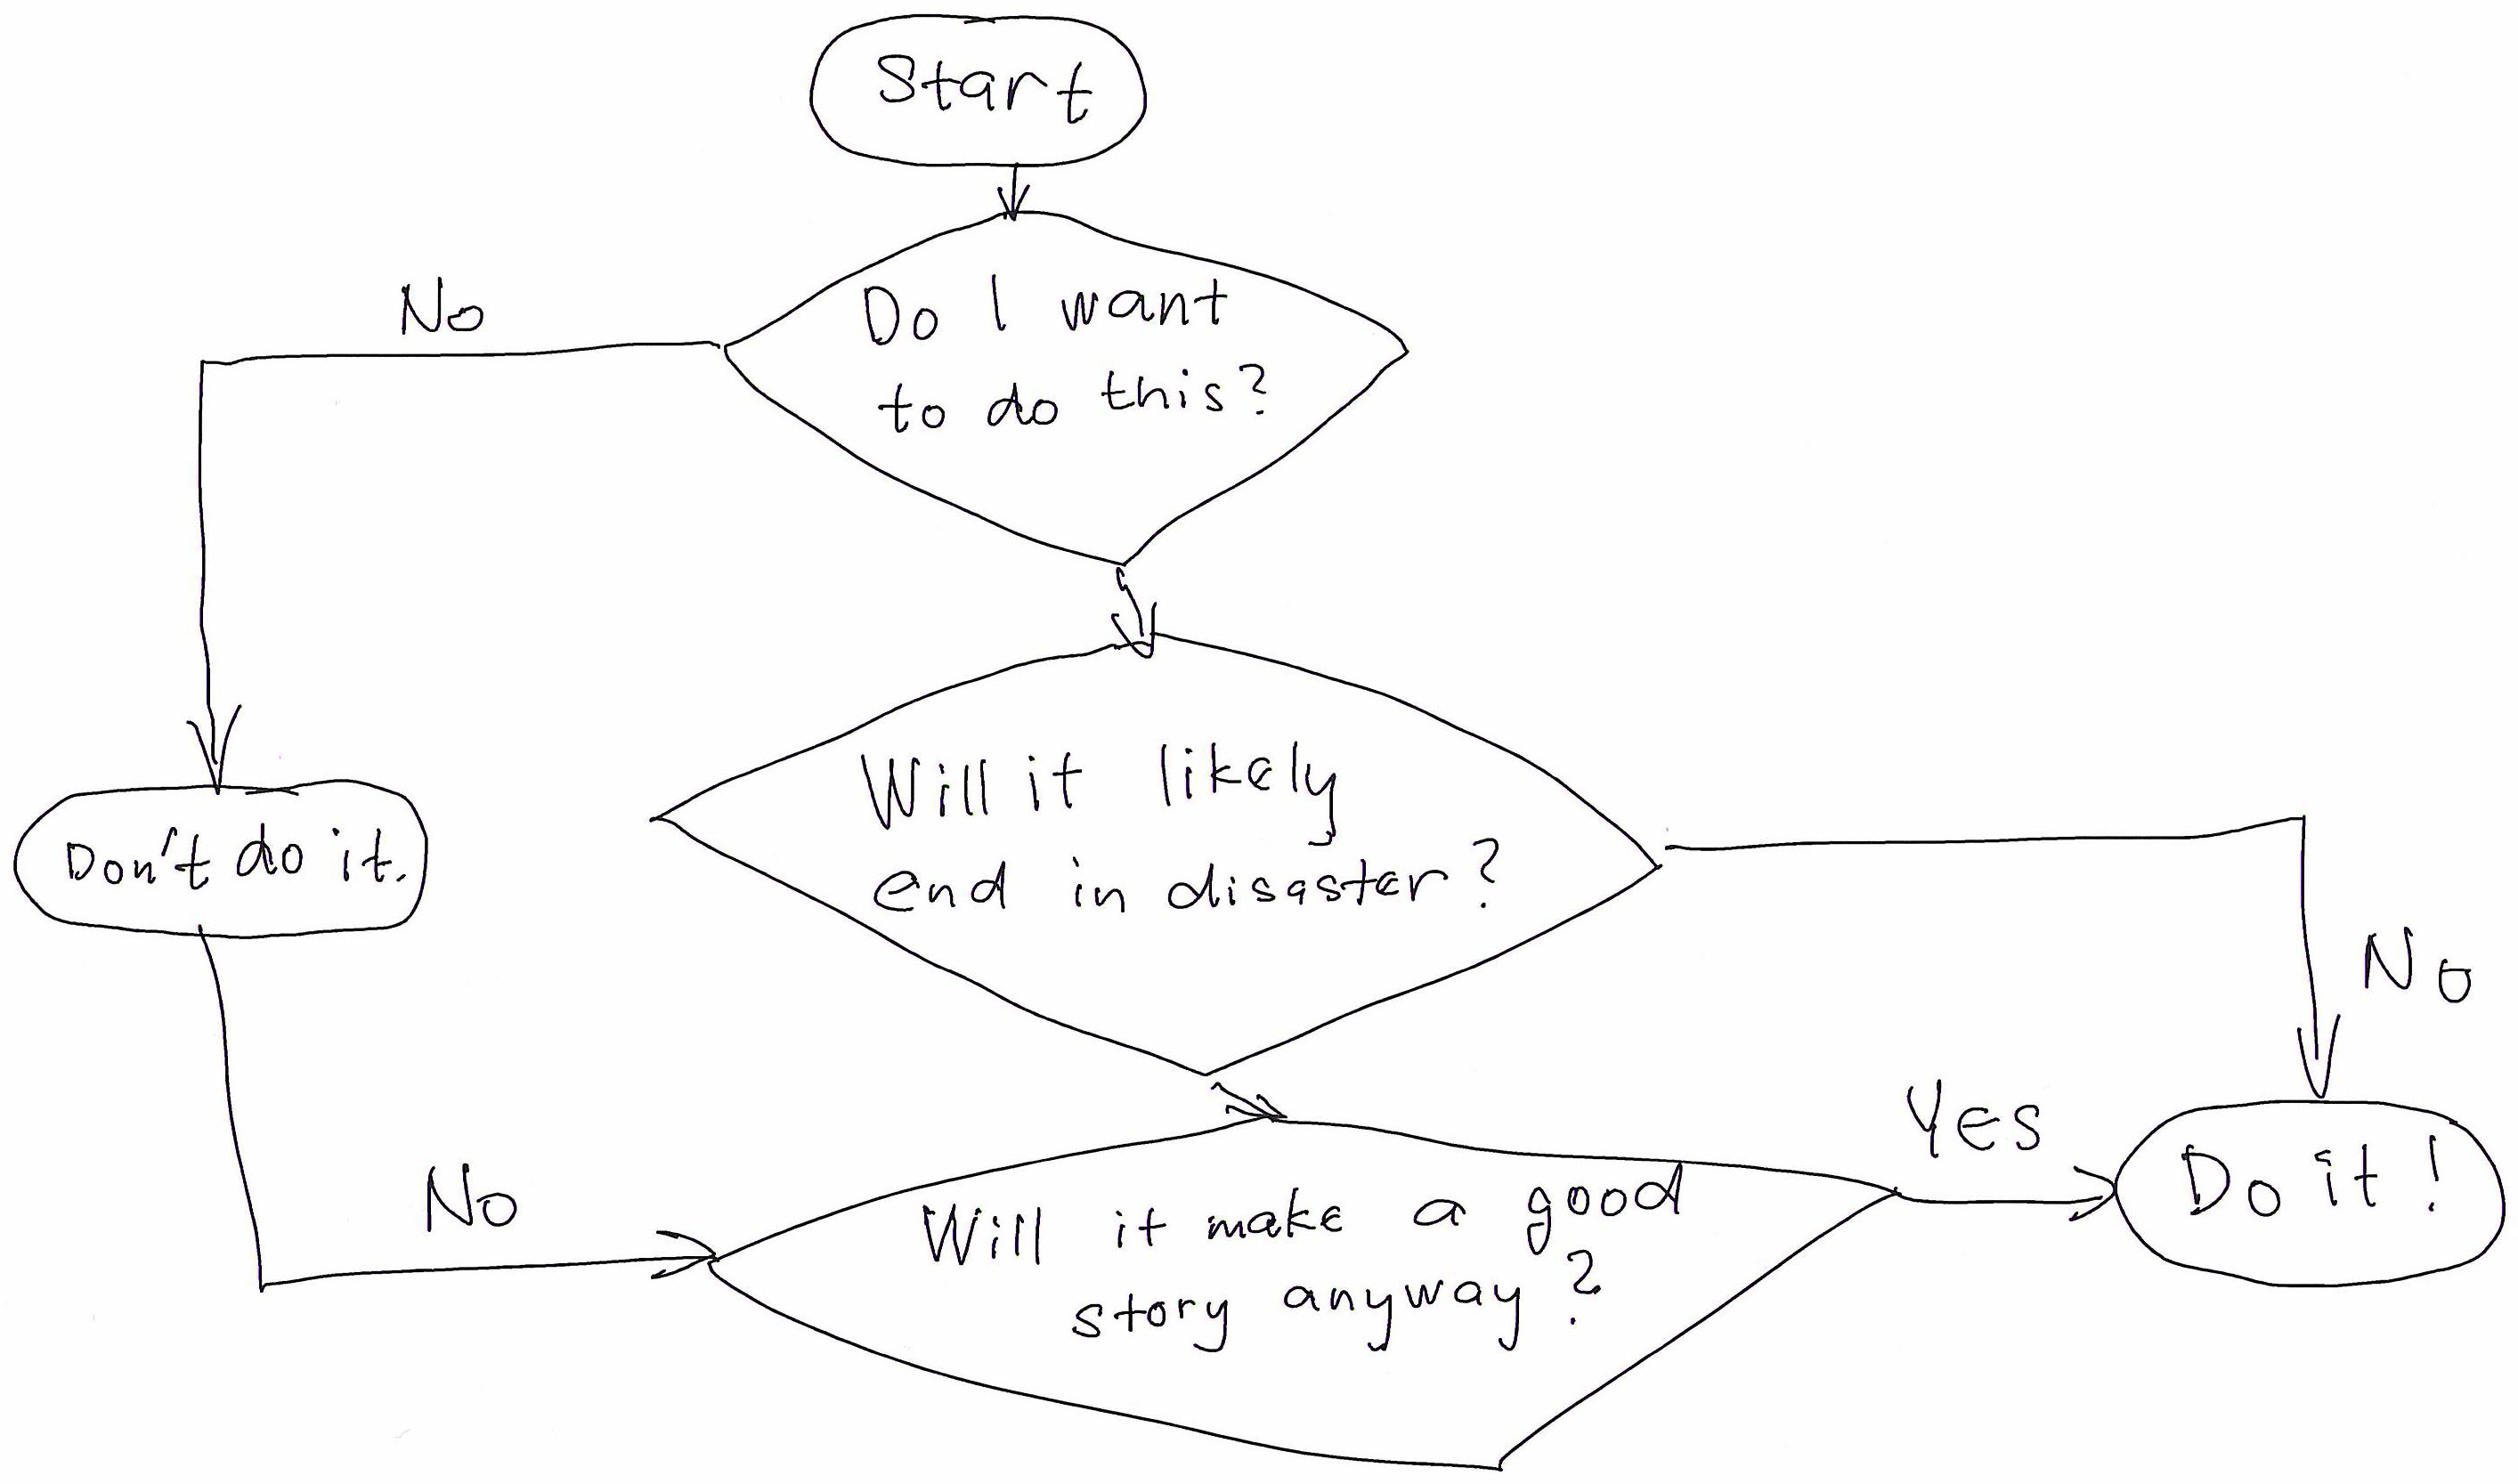 Start
No
Do I want
to do this?
Will it likely
end in disaster?
Don't do it.
No
Yes
Do it!
No
Will it make a good
story anyway?